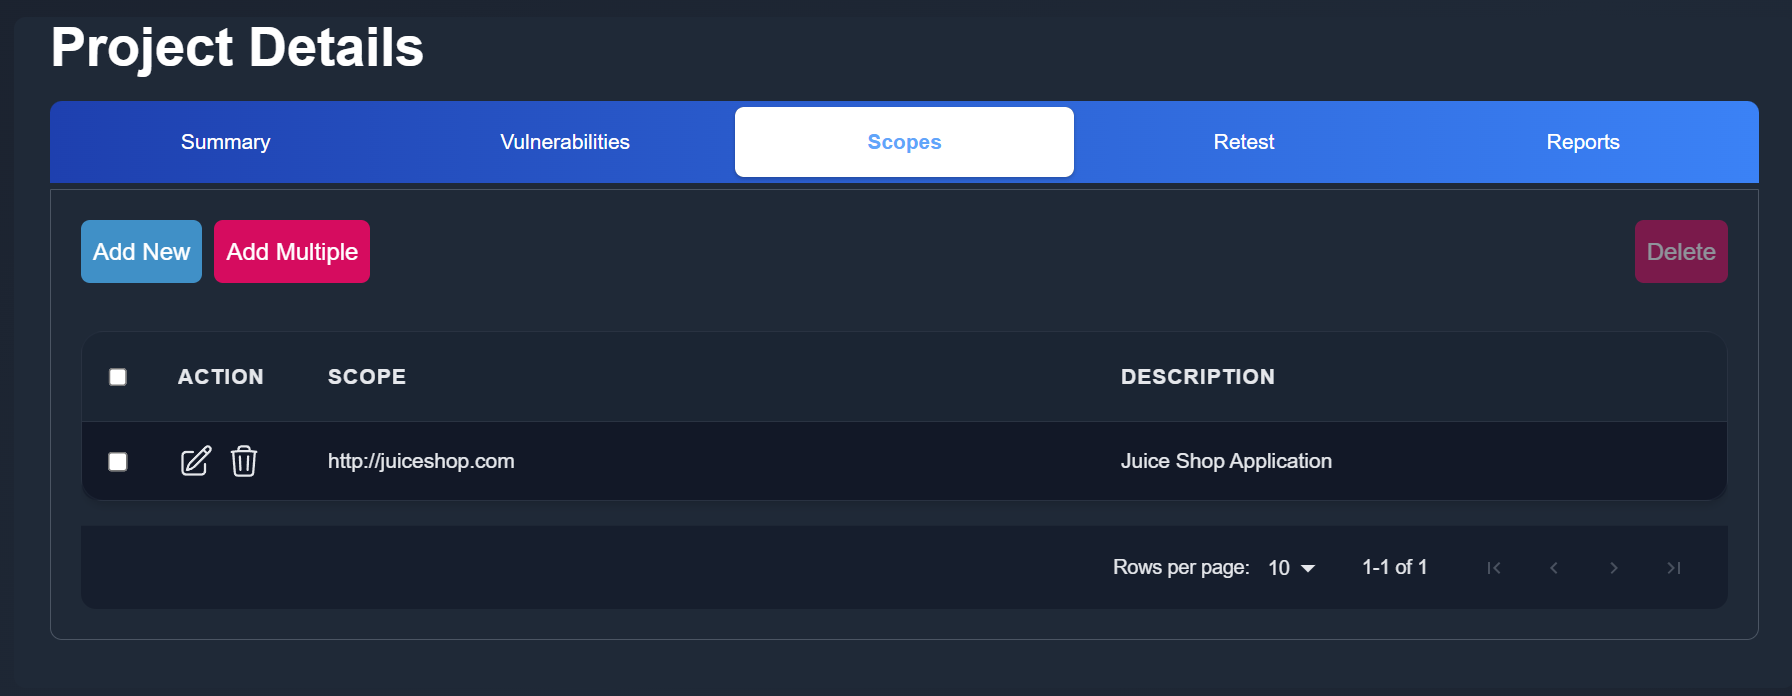 Project Details
Summary Vulnerabilities Scopes Retest Reports
Add New Add Multiple Delete
ACTION SCOPE DESCRIPTION
http://juiceshop.com Juice Shop Application
Rows per page: 10 1-1 of 1